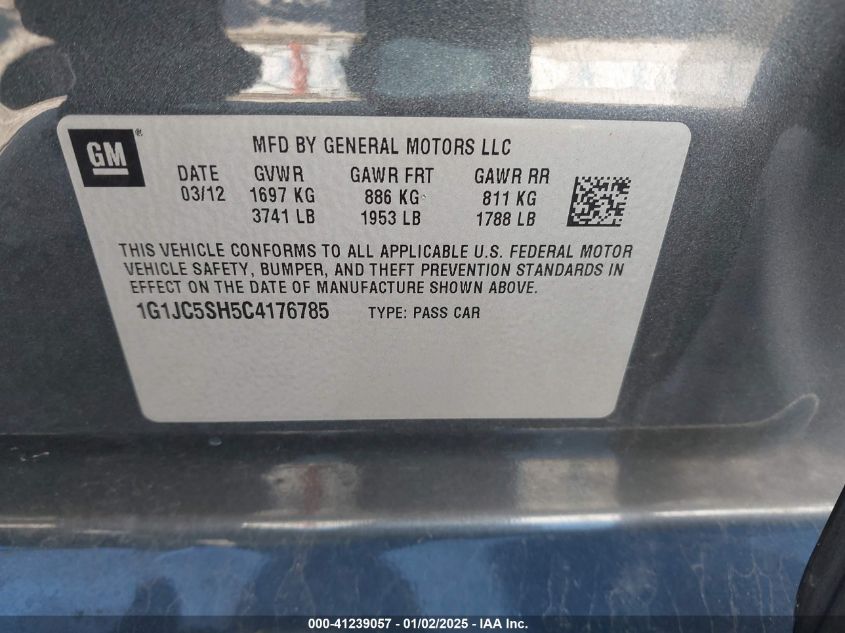 GM ®
MFD BY GENERAL MOTORS LLC
DATE GVWR GAWR FRT GAWR RR
03/12 1697 KG 886 KG 811 KG
3741 LB 1953 LB 1788 LB
THIS VEHICLE CONFORMS TO ALL APPLICABLE U.S. FEDERAL MOTOR
VEHICLE SAFETY, BUMPER, AND THEFT PREVENTION STANDARDS IN
EFFECT ON THE DATE OF MANUFACTURE SHOWN ABOVE.
1G1JC5SH5C4176785 TYPE: PASS CAR
000-41239057 - 01/02/2025 - IAA Inc.